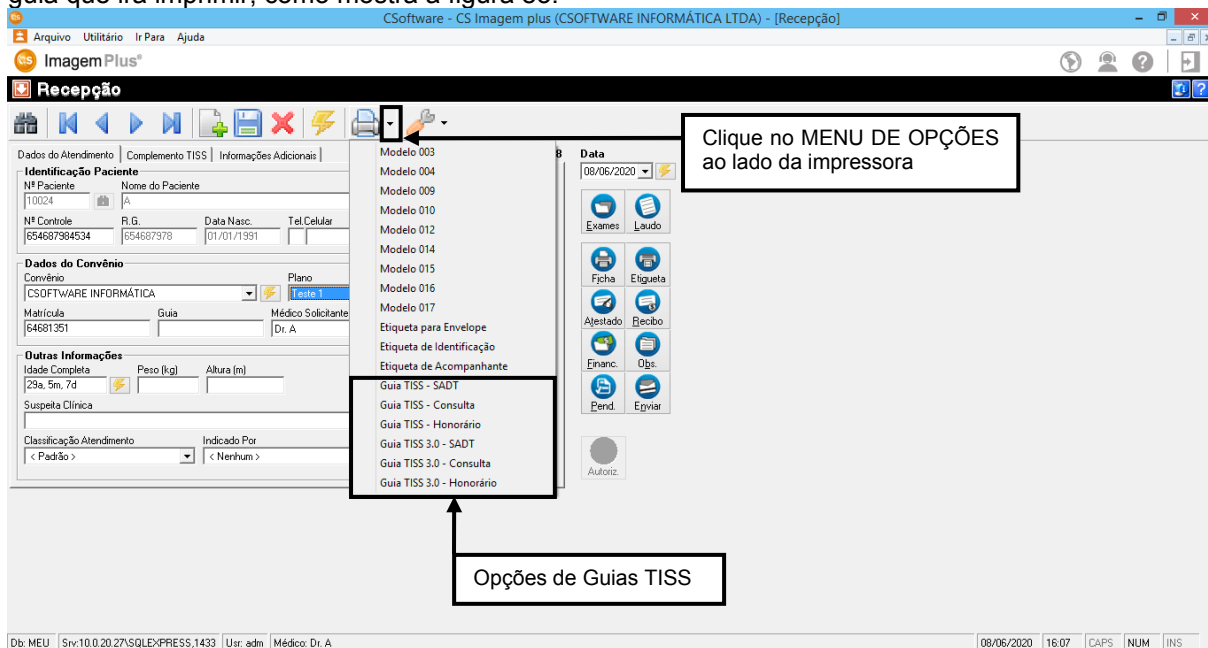 guia que irá imprimir, como mostra a figura
CSoftware - CS Imagem plus (CSOFTWARE INFORMÁTICA LTDA) - [Recepção]
Arquivo Utilitário Ir Para Ajuda
CS Imagem Plus®
Recepção
Clique no MENU DE OPÇÕES
ao lado da impressora
Dados do Atendimento Complemento TISS Informações Adicionais
Identificação Paciente
Nº Paciente Nome do Paciente
10024 A
Nº Controle R.G. Data Nasc. Tel.Celular
654687984534 654687978 01/01/1991
Dados do Convênio
Convênio Plano
CSOFTWARE INFORMÁTICA Teste 1
Matrícula Guia Médico Solicitante
64681351 Dr. A
Outras Informações
Idade Completa Peso (kg) Altura (m)
29a, 5m, 7d
Suspeita Clínica
Classificação Atendimento Indicado Por
< Padrão > < Nenhum >
Modelo 003
Modelo 004
Modelo 009
Modelo 010
Modelo 012
Modelo 014
Modelo 015
Modelo 016
Modelo 017
Etiqueta para Envelope
Etiqueta de Identificação
Etiqueta de Acompanhante
Guia TISS - SADT
Guia TISS - Consulta
Guia TISS - Honorário
Guia TISS 3.0 - SADT
Guia TISS 3.0 - Consulta
Guia TISS 3.0 - Honorário
8 Data
08/06/2020
Exames Laudo
Ficha Etiqueta
Atestado Recibo
Financ. Obs.
Pend. Enviar
Autoriz.
Opções de Guias TISS
Db: MEU Srv:10.0.20.27\SQLEXPRESS,1433 Usr: adm Médico: Dr. A 08/06/2020 16:07 CAPS NUM INS